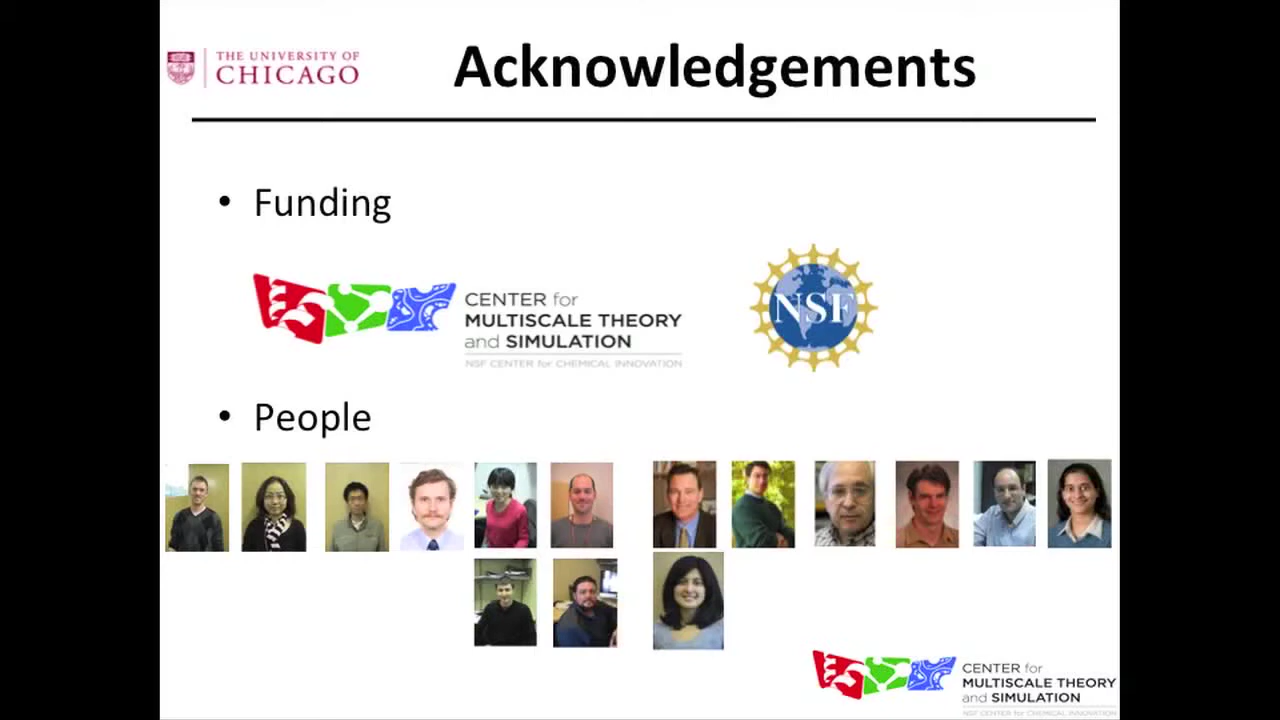 THE UNIVERSITY OF
CHICAGO
Acknowledgements
• Funding
CENTER for
MULTISCALE THEORY
and SIMULATION
NSF CENTER for CHEMICAL INNOVATION
NSF
• People
CENTER for
MULTISCALE THEORY
and SIMULATION
NSF CENTER for CHEMICAL INNOVATION